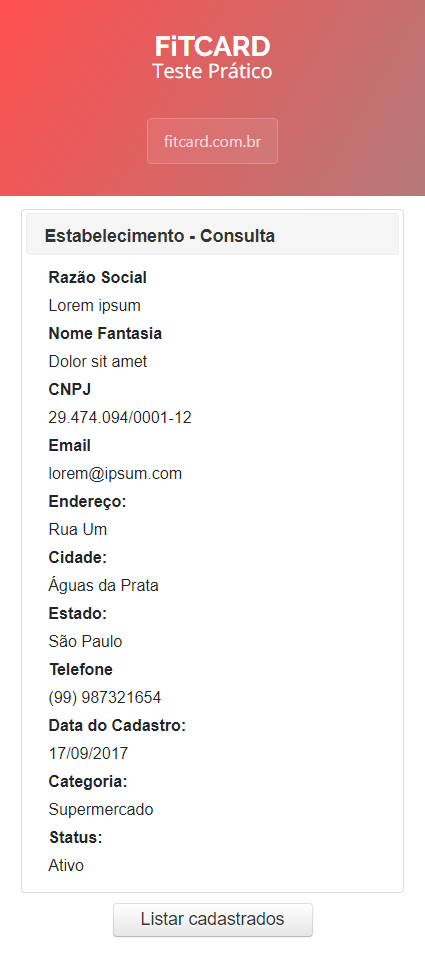 FiTCARD
Teste Prático
fitcard.com.br
Estabelecimento - Consulta
Razão Social
Lorem ipsum
Nome Fantasia
Dolor sit amet
CNPJ
29.474.094/0001-12
Email
lorem@ipsum.com
Endereço:
Rua Um
Cidade:
Águas da Prata
Estado:
São Paulo
Telefone
(99) 987321654
Data do Cadastro:
17/09/2017
Categoria:
Supermercado
Status:
Ativo
Listar cadastrados